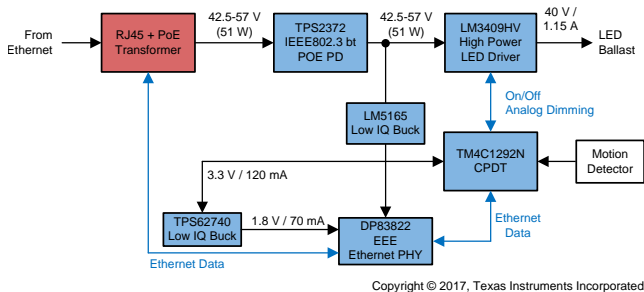 From
Ethernet
RJ45 + PoE
Transformer
42.5-57 V
(51 W)
TPS2372
IEEE802.3 bt
POE PD
42.5-57 V
(51 W)
LM3409HV
High Power
LED Driver
40 V /
1.15 A
LED
Ballast
On/Off
Analog Dimming
LM5165
Low IQ Buck
TM4C1292N
CPDT
Motion
Detector
3.3 V / 120 mA
TPS62740
Low IQ Buck
1.8 V / 70 mA
DP83822
EEE
Ethernet PHY
Ethernet
Data
Ethernet Data
Copyright © 2017, Texas Instruments Incorporated